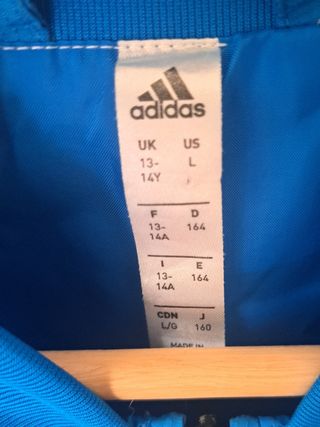 adidas
UK US
13-14Y L
F D
13-14A 164
I E
13-14A 164
CDN J
L/G 160
MADE IN